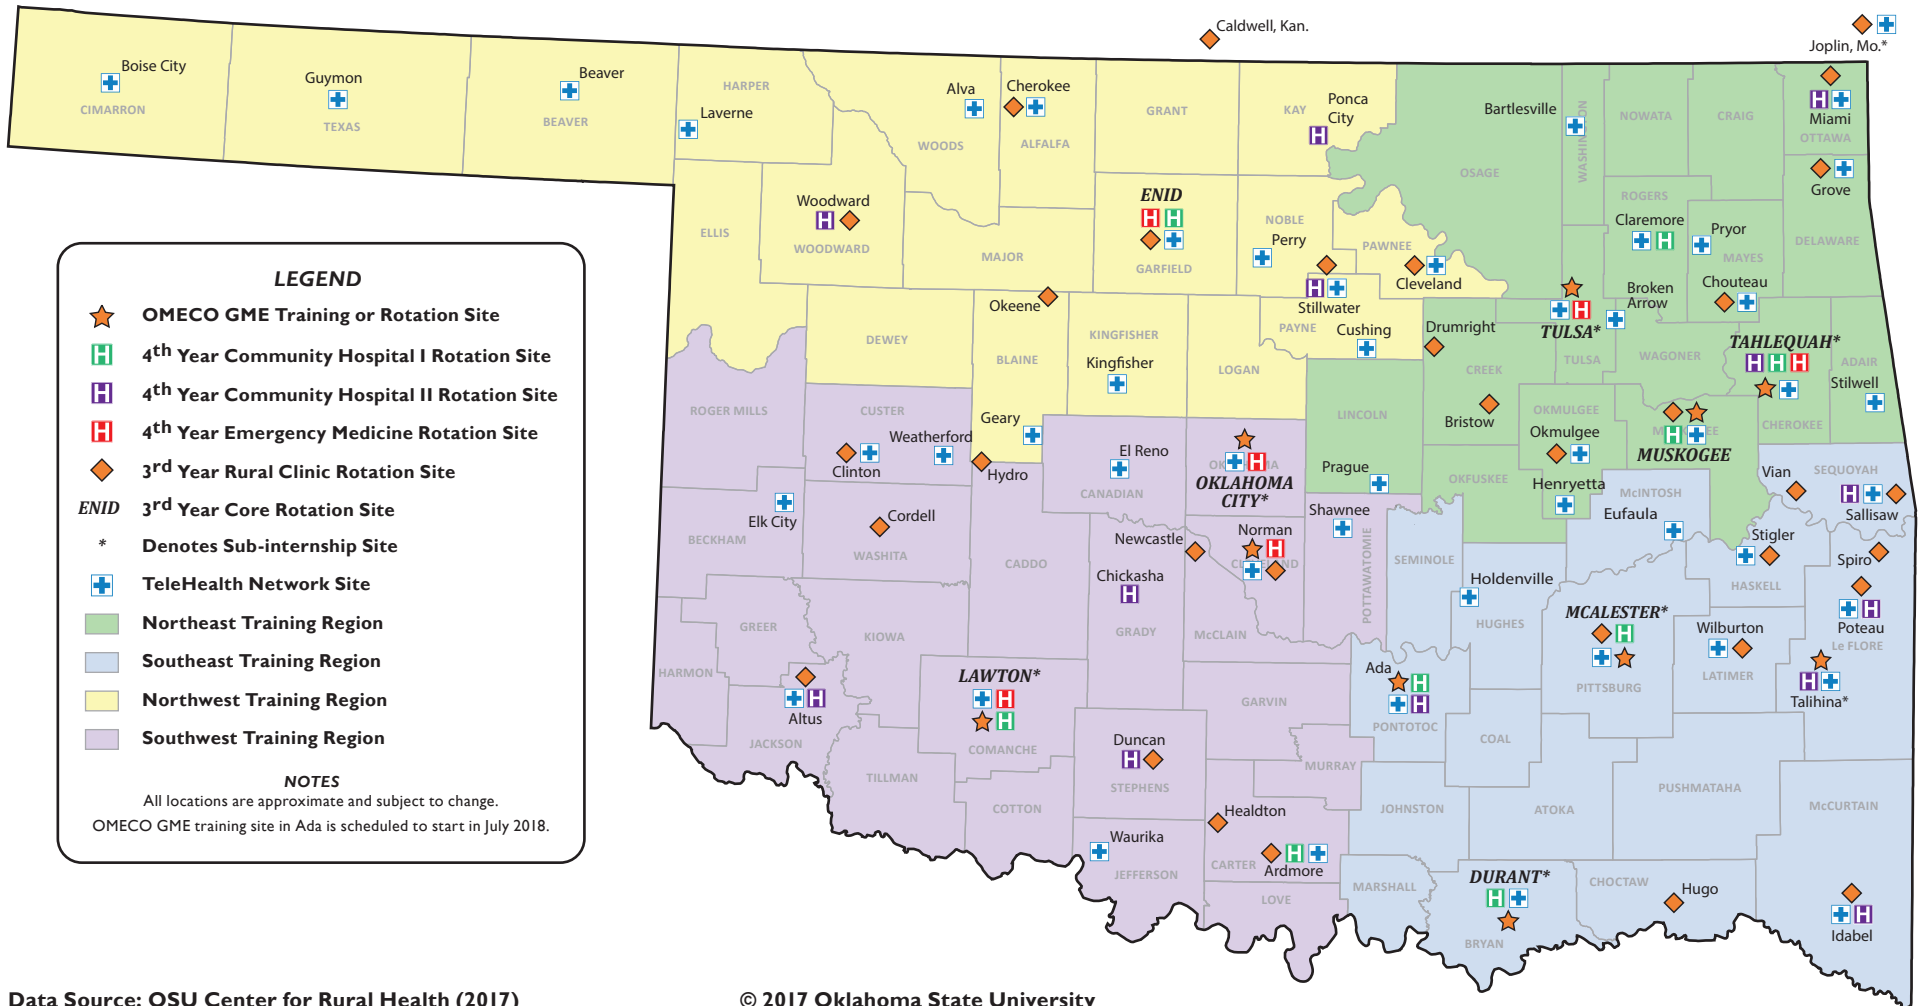 Caldwell, Kan.
Joplin, Mo.*
Boise City
CIMARRON
Guymon
TEXAS
Beaver
BEAVER
HARPER
Laverne
Alva
WOODS
Cherokee
ALFALFA
GRANT
KAY
Ponca
City
Bartlesville
WASHINGTON
NOWATA
CRAIG
Miami
OTTAWA
OSAGE
Grove
ELLIS
Woodward
WOODWARD
MAJOR
ENID
GARFIELD
NOBLE
Perry
PAWNEE
Cleveland
Stillwater
PAYNE
Cushing
ROGERS
Claremore
Pryor
MAYES
DELAWARE
Chouteau
Broken
Arrow
TULSA*
TULSA
WAGONER
TAHLEQUAH*
ADAIR
Stilwell
CHEROKEE
Okeene
DEWEY
BLAINE
KINGFISHER
Kingfisher
LOGAN
Drumright
CREEK
Bristow
LINCOLN
OKMULGEE
Okmulgee
MUSKOGEE
MUSKOGEE
Henryetta
OKFUSKEE
Prague
ROGER MILLS
CUSTER
Clinton
Weatherford
Geary
Hydro
El Reno
CANADIAN
OKLAHOMA
OKLAHOMA
CITY*
Shawnee
POTTAWATOMIE
SEMINOLE
McINTOSH
Eufaula
Vian
SEQUOYAH
Sallisaw
Elk City
BECKHAM
Cordell
WASHITA
CADDO
Newcastle
Norman
CLEVELAND
Chickasha
GRADY
McCLAIN
Holdenville
HUGHES
Stigler
HASKELL
Spiro
Poteau
Le FLORE
MCALESTER*
PITTSBURG
Wilburton
LATIMER
Talihina*
GREER
HARMON
KIOWA
Altus
JACKSON
TILLMAN
LAWTON*
COMANCHE
COTTON
Duncan
STEPHENS
Waurika
JEFFERSON
GARVIN
MURRAY
Ada
PONTOTOC
COAL
Healdton
CARTER
Ardmore
LOVE
JOHNSTON
MARSHALL
ATOKA
PUSHMATAHA
McCURTAIN
DURANT*
BRYAN
CHOCTAW
Hugo
Idabel
LEGEND
OMECO GME Training or Rotation Site
4th Year Community Hospital I Rotation Site
4th Year Community Hospital II Rotation Site
4th Year Emergency Medicine Rotation Site
3rd Year Rural Clinic Rotation Site
ENID 3rd Year Core Rotation Site
* Denotes Sub-internship Site
TeleHealth Network Site
Northeast Training Region
Southeast Training Region
Northwest Training Region
Southwest Training Region
NOTES
All locations are approximate and subject to change.
OMECO GME training site in Ada is scheduled to start in July 2018.
Data Source: OSU Center for Rural Health (2017)
© 2017 Oklahoma State University